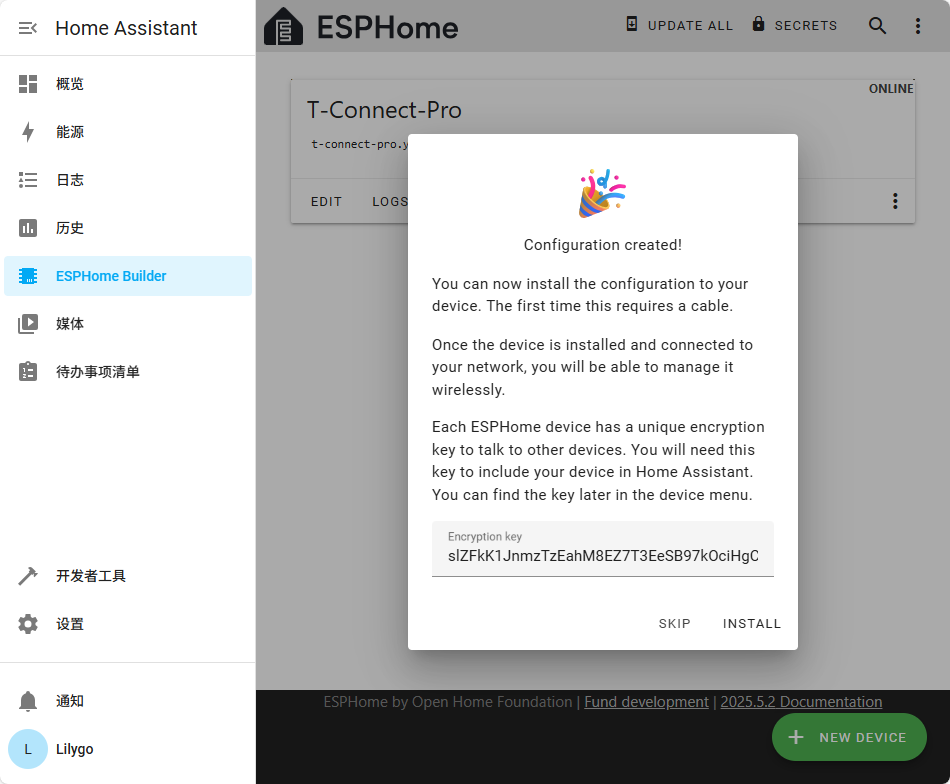 Home Assistant
概览
能源
日志
历史
ESPHome Builder
媒体
待办事项清单
开发者工具
设置
通知
L
Lilygo
ESPHome
UPDATE ALL
SECRETS
ONLINE
T-Connect-Pro
t-connect-pro.y
EDIT
LOGS
Configuration created!
You can now install the configuration to your
device. The first time this requires a cable.
Once the device is installed and connected to
your network, you will be able to manage it
wirelessly.
Each ESPHome device has a unique encryption
key to talk to other devices. You will need this
key to include your device in Home Assistant.
You can find the key later in the device menu.
Encryption key
slZFkK1JnmzTzEahM8EZ7T3EeSB97kOciHgC
SKIP
INSTALL
ESPHome by Open Home Foundation | Fund development | 2025.5.2 Documentation
NEW DEVICE